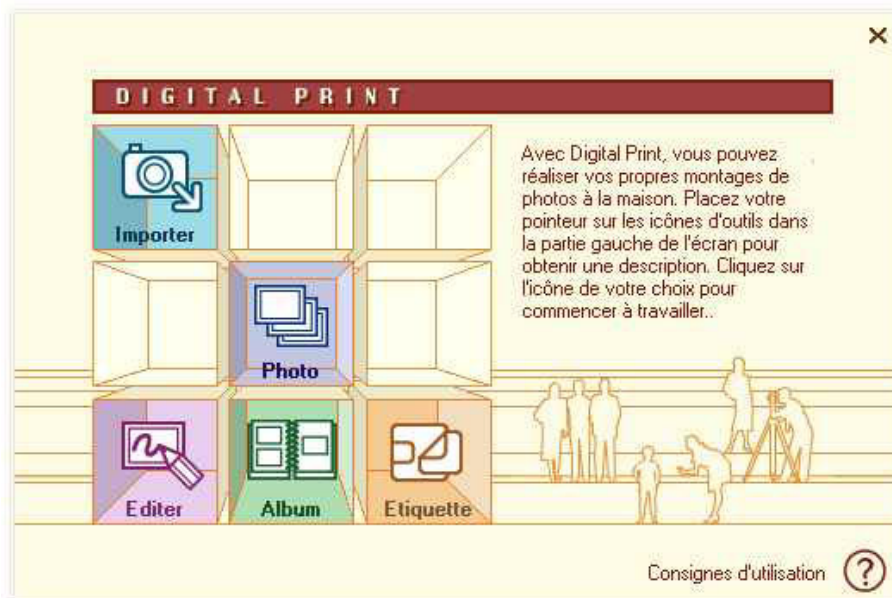 DIGITAL PRINT
Importer
Avec Digital Print, vous pouvez
réaliser vos propres montages de
photos à la maison. Placez votre
pointeur sur les icônes d'outils dans
la partie gauche de l'écran pour
obtenir une description. Cliquez sur
l'icône de votre choix pour
commencer à travailler..
Photo
Editer
Album
Etiquette
Consignes d'utilisation ?